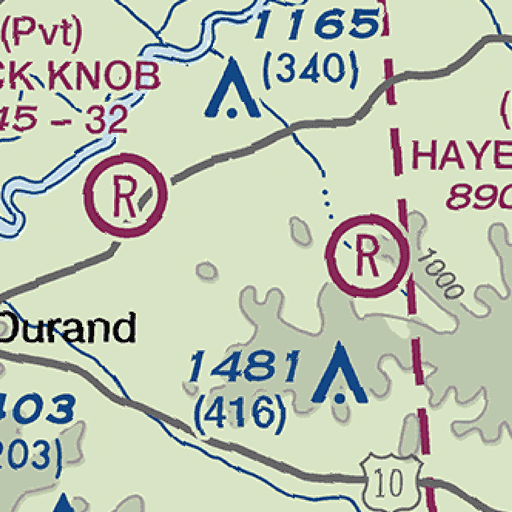 (Pvt)
CK KNOB
45 - 32
1165
(340)
R
HAYE
890
R
1000
Durand
1481
(416)
403
203)
10